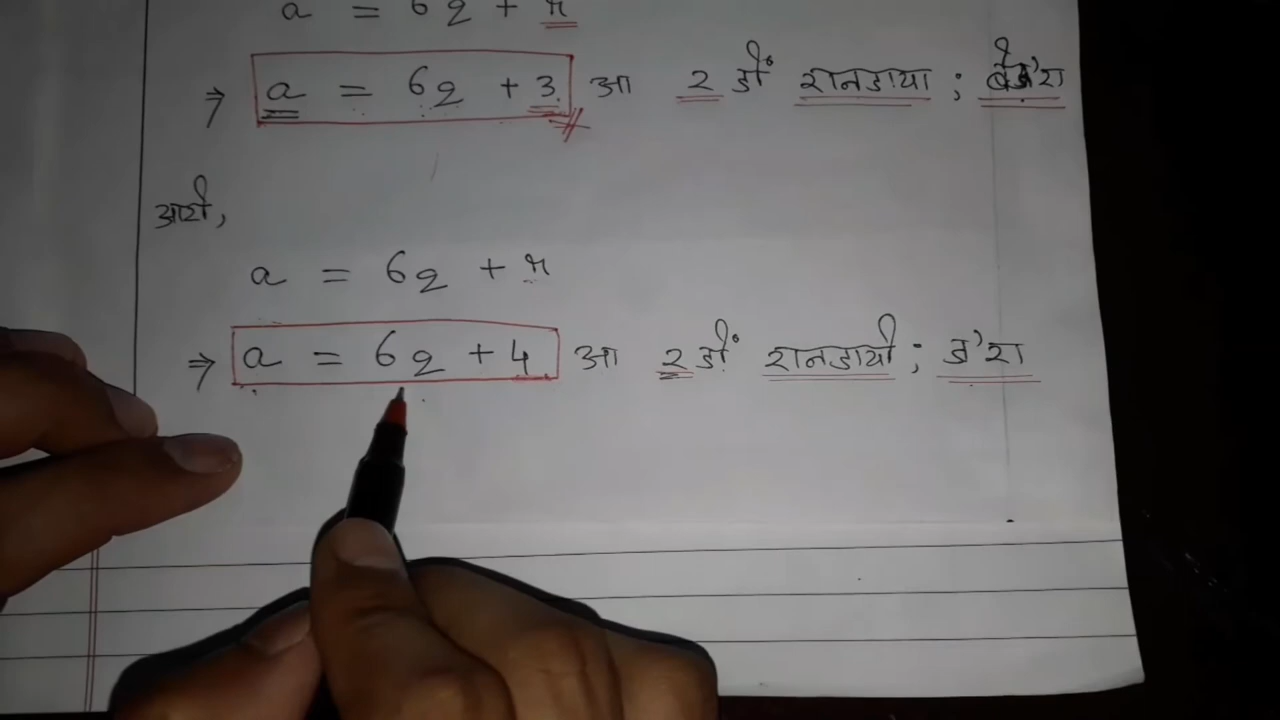 a = 6q + r
⇒ a = 6q + 3 आ 2 डों रानडाया ; बेज'रा
आरो,
a = 6q + r
⇒ a = 6q + 4 आ 2 डों रानडायो ; ज'रा